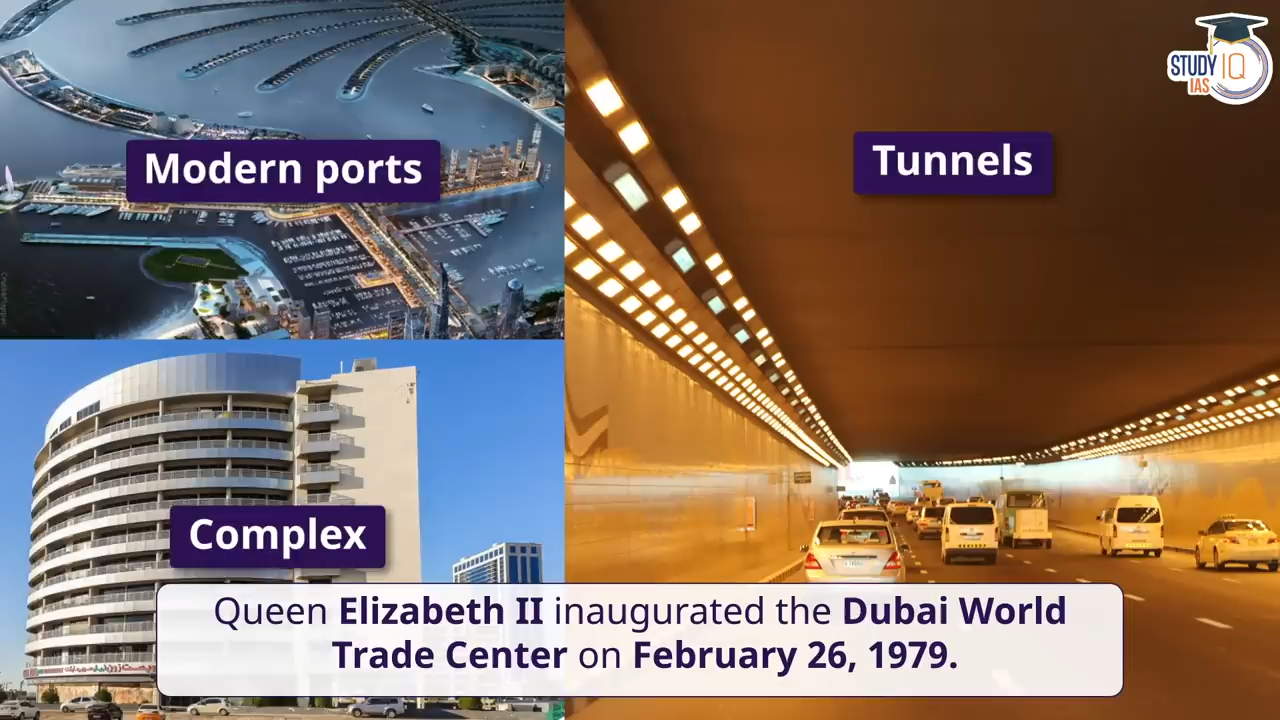 Modern ports
Tunnels
STUDY IQ
IAS
Complex
Queen Elizabeth II inaugurated the Dubai World
Trade Center on February 26, 1979.